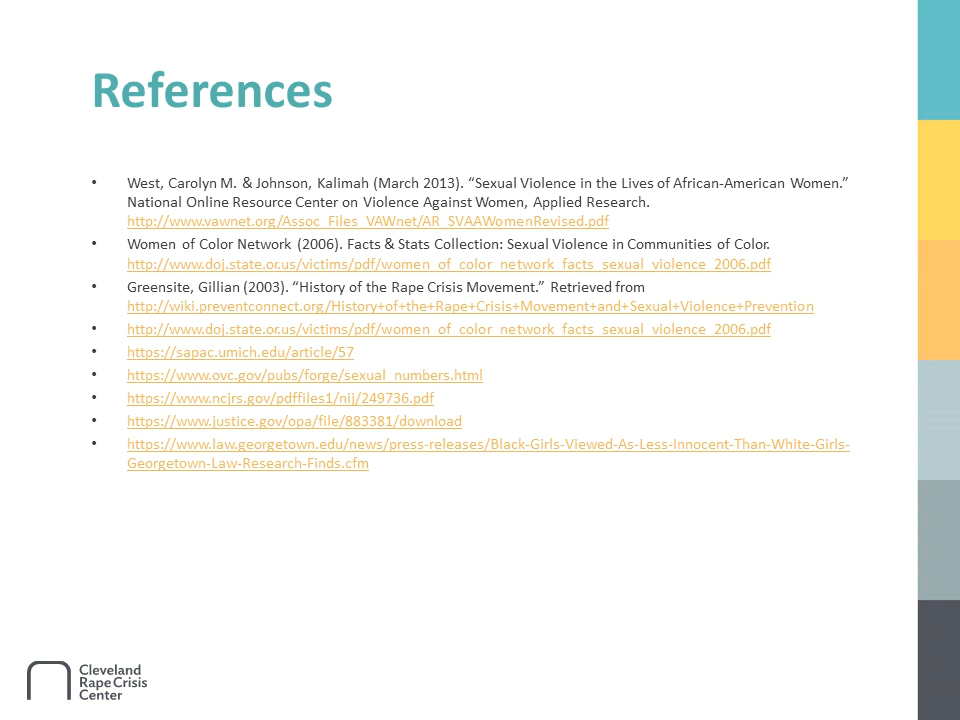 References
• West, Carolyn M. & Johnson, Kalimah (March 2013). “Sexual Violence in the Lives of African-American Women.”
National Online Resource Center on Violence Against Women, Applied Research.
http://www.vawnet.org/Assoc_Files_VAWnet/AR_SVAAWomenRevised.pdf
• Women of Color Network (2006). Facts & Stats Collection: Sexual Violence in Communities of Color.
http://www.doj.state.or.us/victims/pdf/women_of_color_network_facts_sexual_violence_2006.pdf
• Greensite, Gillian (2003). “History of the Rape Crisis Movement.” Retrieved from
http://wiki.preventconnect.org/History+of+the+Rape+Crisis+Movement+and+Sexual+Violence+Prevention
• http://www.doj.state.or.us/victims/pdf/women_of_color_network_facts_sexual_violence_2006.pdf
• https://sapac.umich.edu/article/57
• https://www.ovc.gov/pubs/forge/sexual_numbers.html
• https://www.ncjrs.gov/pdffiles1/nij/249736.pdf
• https://www.justice.gov/opa/file/883381/download
• https://www.law.georgetown.edu/news/press-releases/Black-Girls-Viewed-As-Less-Innocent-Than-White-Girls-
Georgetown-Law-Research-Finds.cfm
Cleveland
Rape Crisis
Center